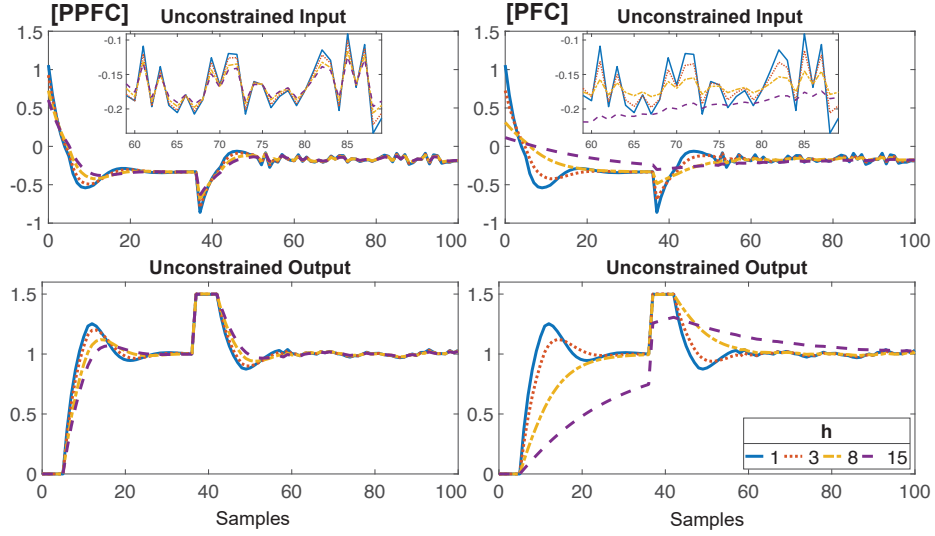 [PPFC]
Unconstrained Input
1.5
1
0.5
0
-0.5
-1
0 20 40 60 80 100
-0.1
-0.15
-0.2
60 65 70 75 80 85
[PFC]
Unconstrained Input
1.5
1
0.5
0
-0.5
-1
0 20 40 60 80 100
-0.1
-0.15
-0.2
60 65 70 75 80 85
Unconstrained Output
1.5
1
0.5
0
0 20 40 60 80 100
Samples
Unconstrained Output
1.5
1
0.5
0
0 20 40 60 80 100
Samples
h
1 3 8 15